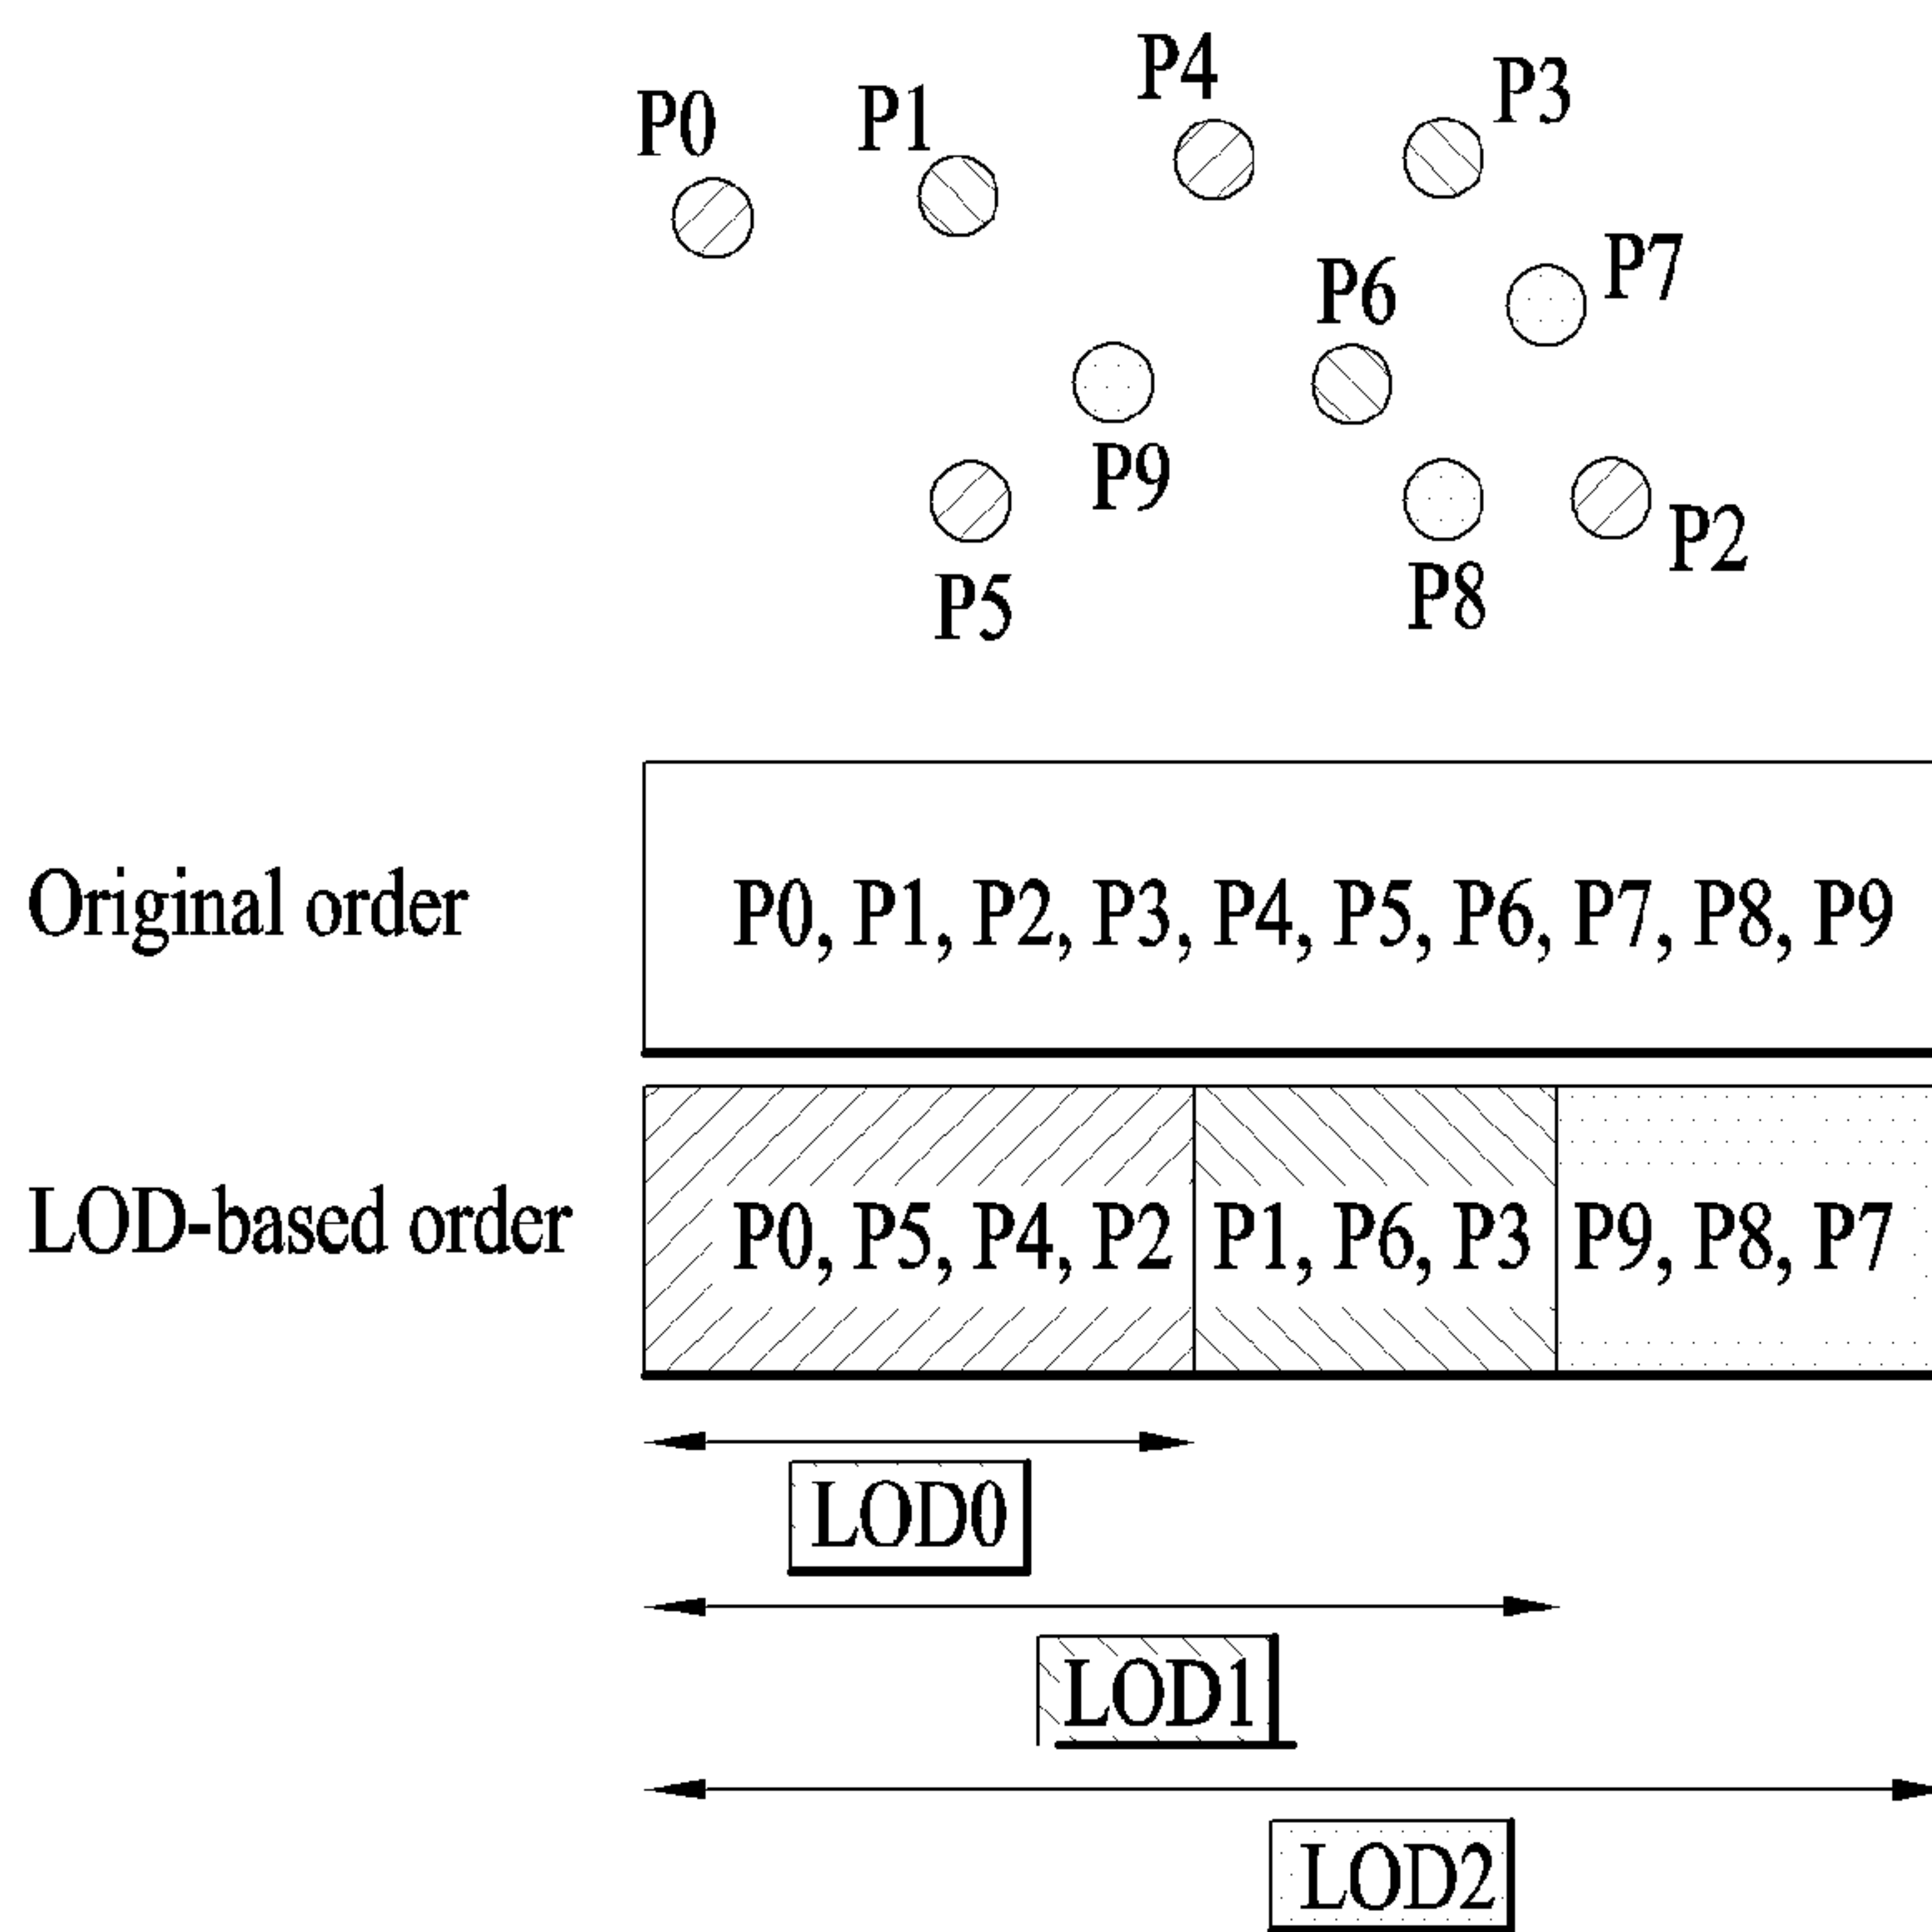 P4
P3
P0
P1
P7
P6
P9
P2
P8
P5
Original order
P0, P1, P2, P3, P4, P5, P6, P7, P8, P9
LOD-based order
P0, P5, P4, P2
P1, P6, P3
P9, P8, P7
LOD0
LOD1
LOD2